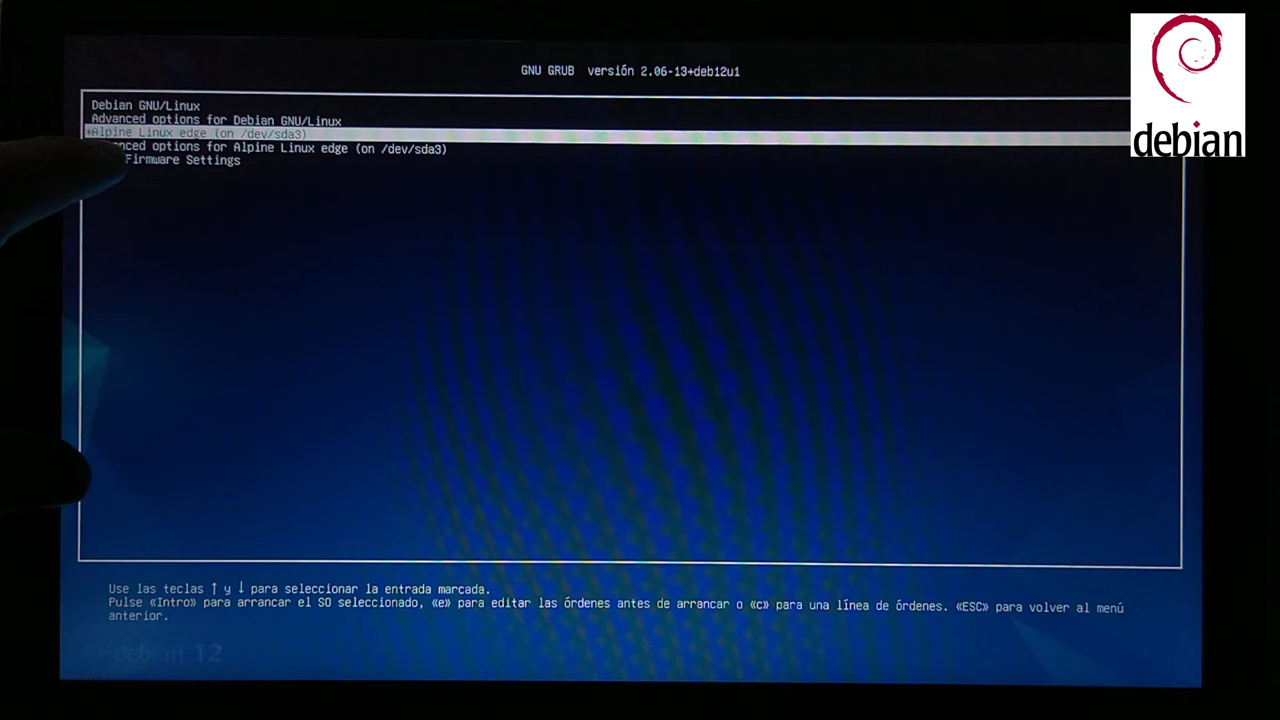 GNU GRUB versión 2.06-13+deb12u1
Debian GNU/Linux
Advanced options for Debian GNU/Linux
*Alpine Linux edge (on /dev/sda3)
nced options for Alpine Linux edge (on /dev/sda3)
Firmware Settings
debian
Use las teclas ↑ y ↓ para seleccionar la entrada marcada.
Pulse «Intro» para arrancar el SO seleccionado, «e» para editar las órdenes antes de arrancar o «c» para una línea de órdenes. «ESC» para volver al menú
anterior.
debian 12